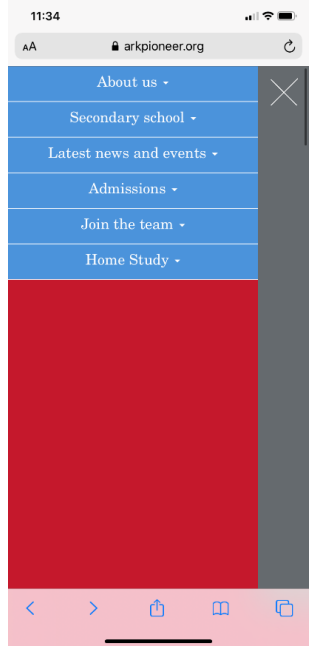 11:34
AA arkpioneer.org
About us
Secondary school
Latest news and events
Admissions
Join the team
Home Study